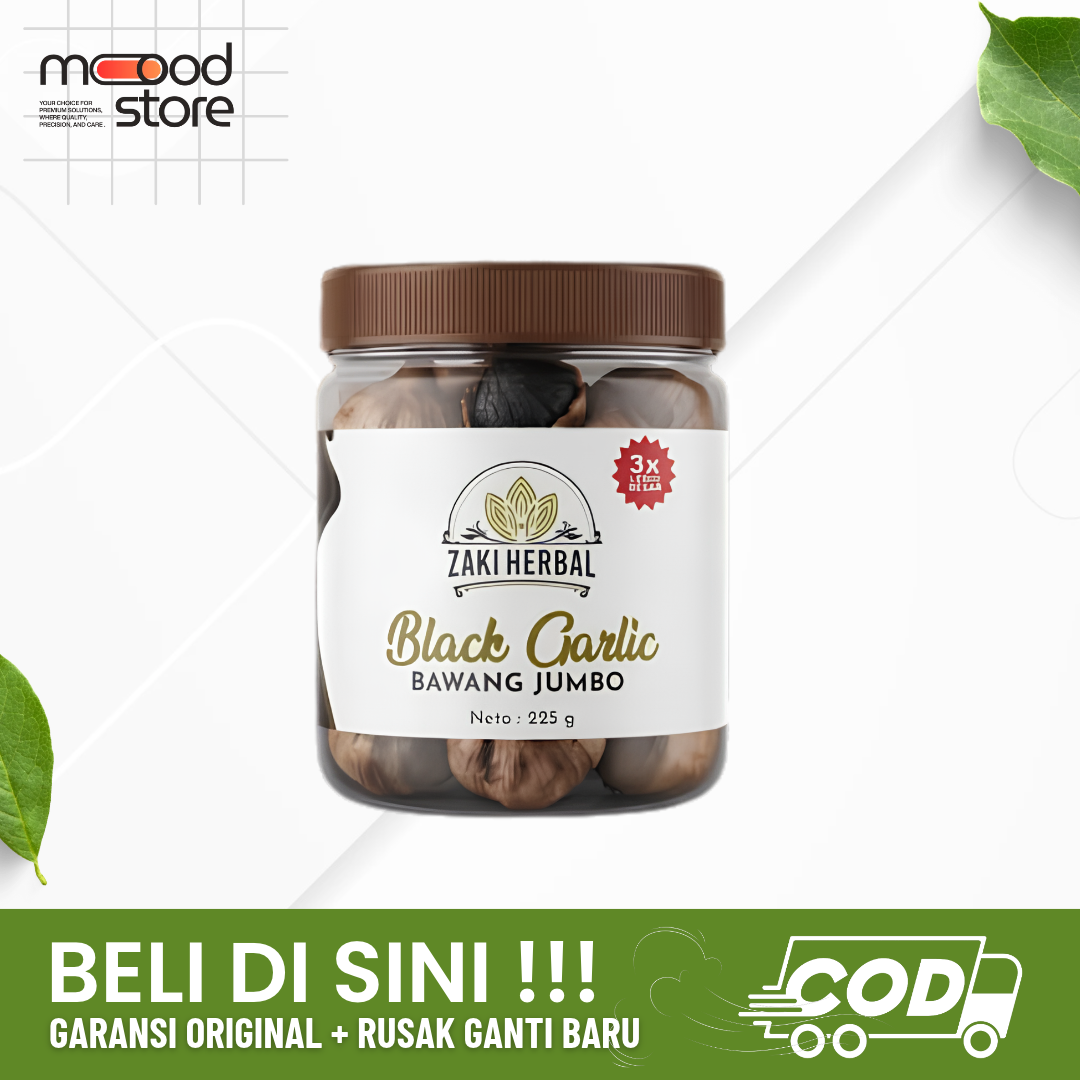 moood
store
YOUR CHOICE FOR
PREMIUM SOLUTIONS,
WHERE QUALITY,
PRECISION, AND CARE.
3x
ZAKI HERBAL
Black Garlic
BAWANG JUMBO
Neto : 225 g
BELI DI SINI !!!
GARANSI ORIGINAL + RUSAK GANTI BARU
COD